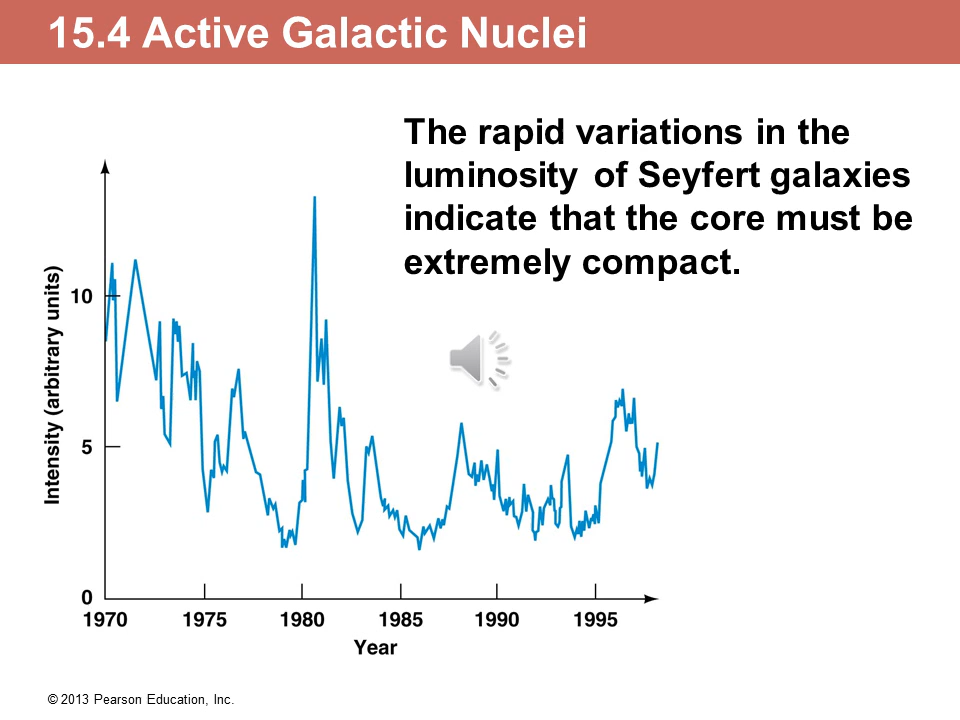 15.4 Active Galactic Nuclei
The rapid variations in the
luminosity of Seyfert galaxies
indicate that the core must be
extremely compact.
Intensity (arbitrary units)
10
5
0
1970 1975 1980 1985 1990 1995
Year
© 2013 Pearson Education, Inc.